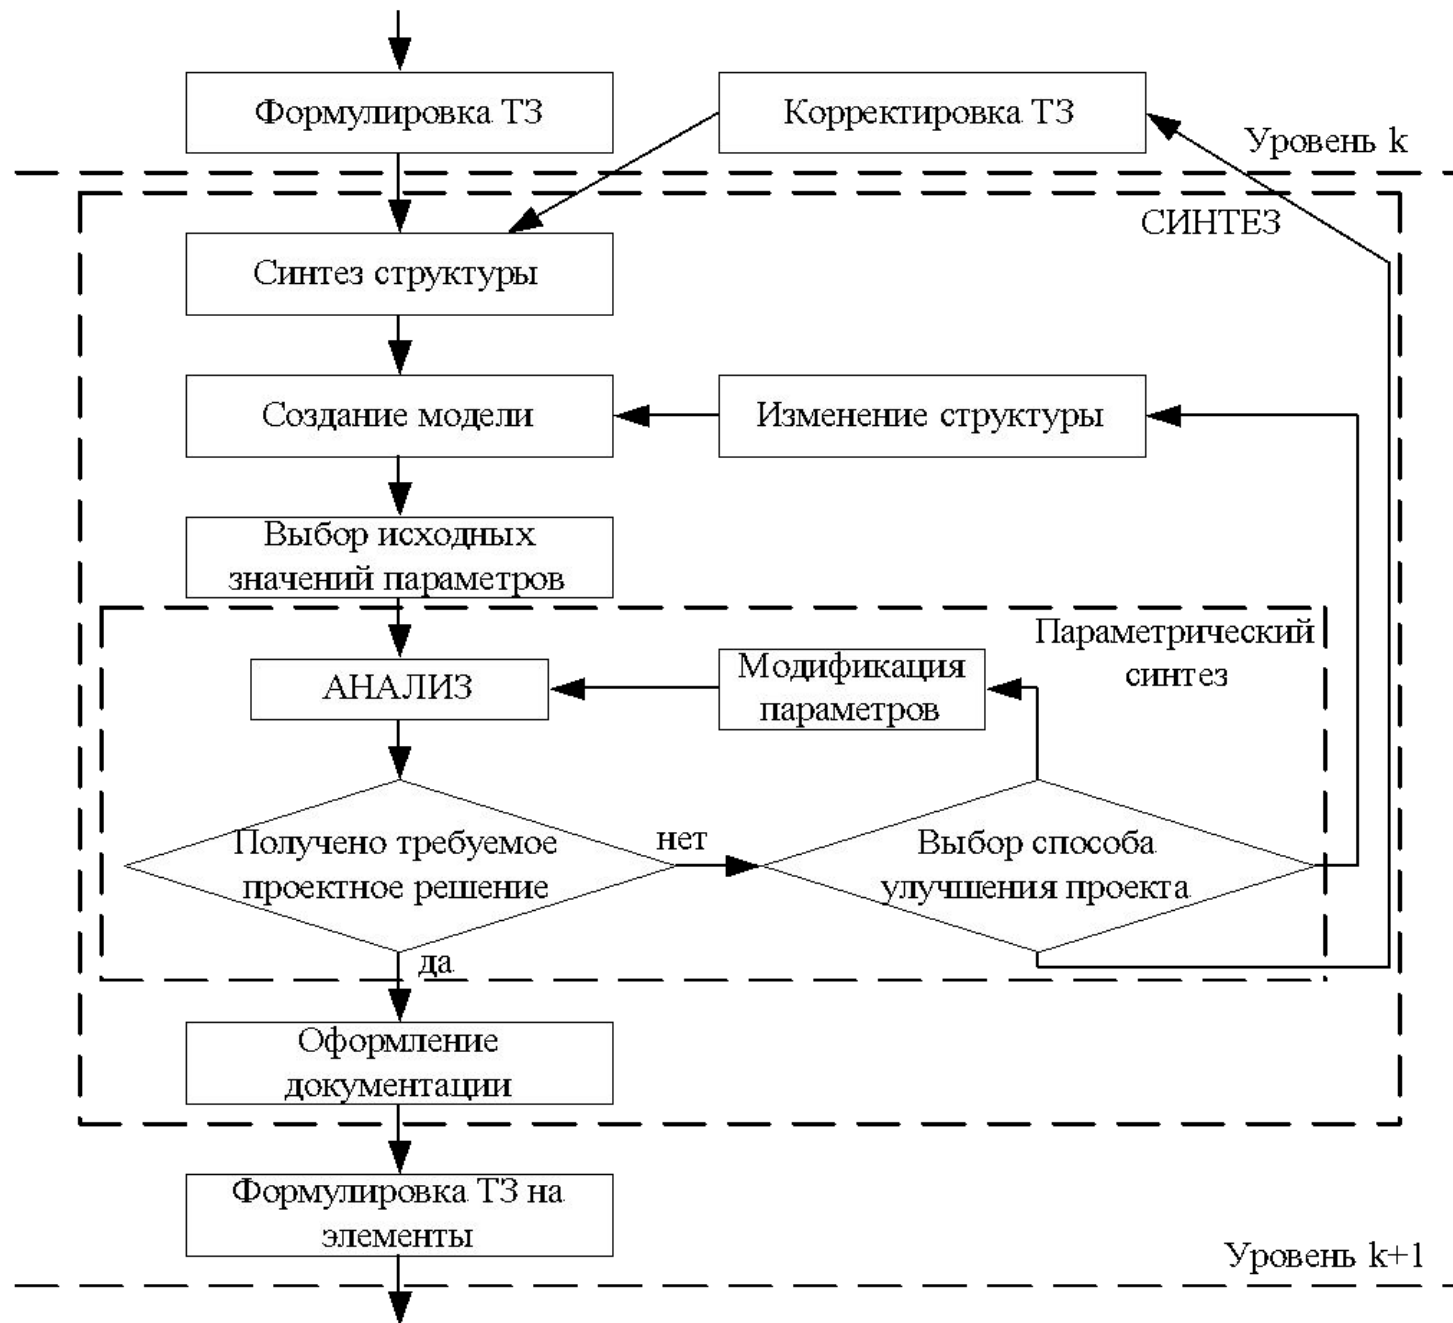 Формулировка ТЗ
Корректировка ТЗ
Уровень k
СИНТЕЗ
Синтез структуры
Создание модели
Изменение структуры
Выбор исходных
значений параметров
Параметрический
синтез
АНАЛИЗ
Модификация
параметров
Получено требуемое
проектное решение
нет
Выбор способа
улучшения проекта
да
Оформление
документации
Формулировка ТЗ на
элементы
Уровень k+1